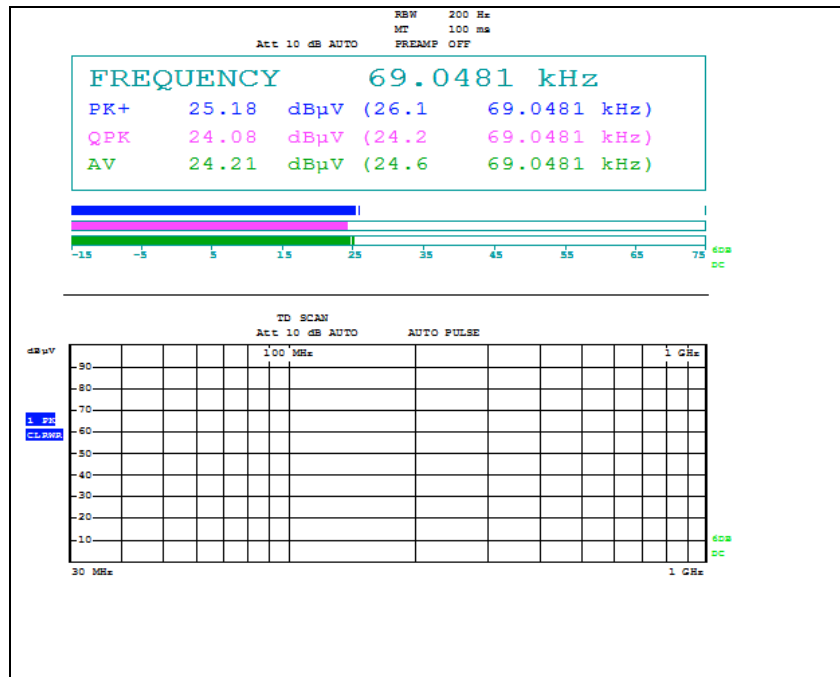 RBW 200 Hz
MT 100 ms
Att 10 dB AUTO PREAMP OFF
FREQUENCY 69.0481 kHz
PK+ 25.18 dBµV (26.1 69.0481 kHz)
QPK 24.08 dBµV (24.2 69.0481 kHz)
AV 24.21 dBµV (24.6 69.0481 kHz)
-15 -5 5 15 25 35 45 55 65 75
6DB
DC
TD SCAN
Att 10 dB AUTO AUTO PULSE
dBµV
100 MHz 1 GHz
90
80
70
1 PK
60
CLRWR
50
40
30
20
10
6DB
DC
30 MHz 1 GHz